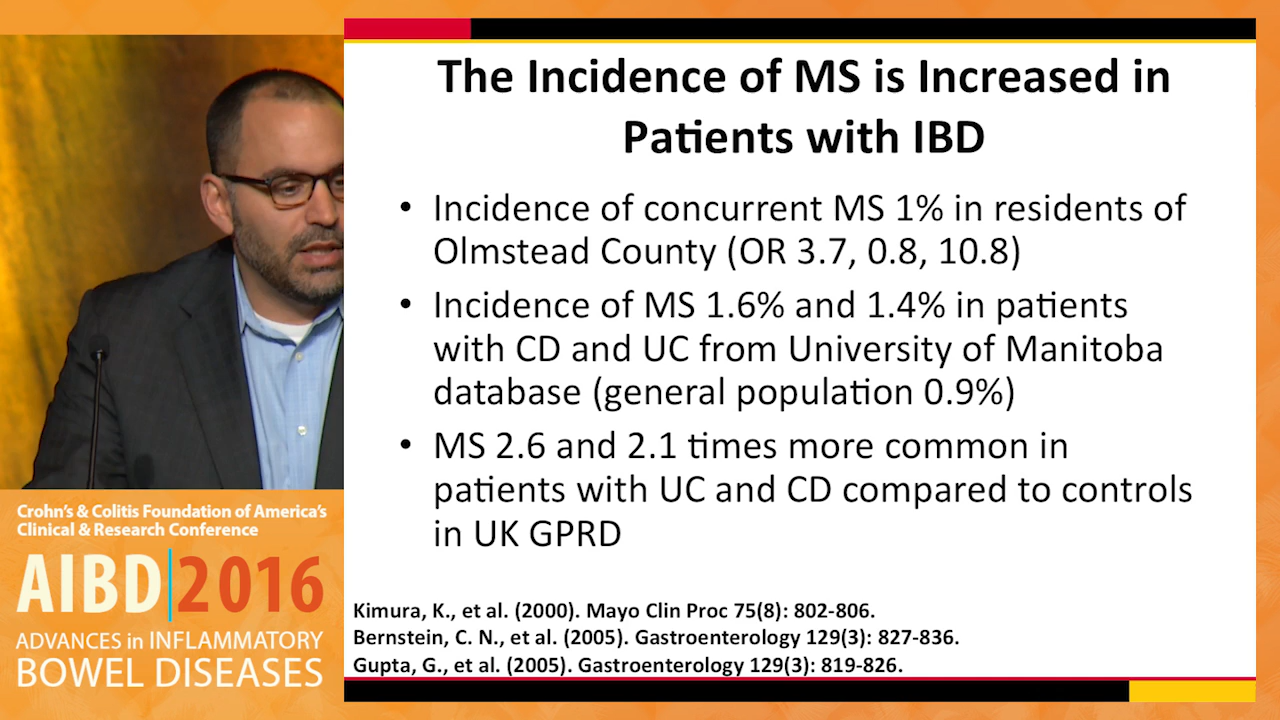 The Incidence of MS is Increased in
Patients with IBD
• Incidence of concurrent MS 1% in residents of
Olmstead County (OR 3.7, 0.8, 10.8)
• Incidence of MS 1.6% and 1.4% in patients
with CD and UC from University of Manitoba
database (general population 0.9%)
• MS 2.6 and 2.1 times more common in
patients with UC and CD compared to controls
in UK GPRD
Kimura, K., et al. (2000). Mayo Clin Proc 75(8): 802-806.
Bernstein, C. N., et al. (2005). Gastroenterology 129(3): 827-836.
Gupta, G., et al. (2005). Gastroenterology 129(3): 819-826.
Crohn's & Colitis Foundation of America's
Clinical & Research Conference
AIBD 2016
ADVANCES in INFLAMMATORY
BOWEL DISEASES